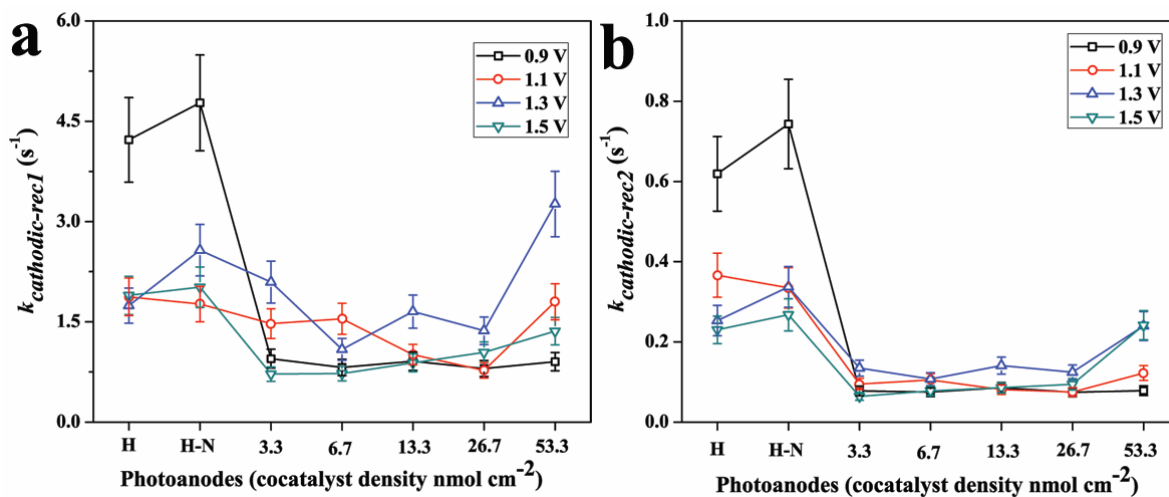 a
6.0
4.5
3.0
1.5
0.0
k cathodic-rec1 (s-1)
0.9 V
1.1 V
1.3 V
1.5 V
H H-N 3.3 6.7 13.3 26.7 53.3
Photoanodes (cocatalyst density nmol cm-2)
b
1.0
0.8
0.6
0.4
0.2
0.0
k cathodic-rec2 (s-1)
0.9 V
1.1 V
1.3 V
1.5 V
H H-N 3.3 6.7 13.3 26.7 53.3
Photoanodes (cocatalyst density nmol cm-2)